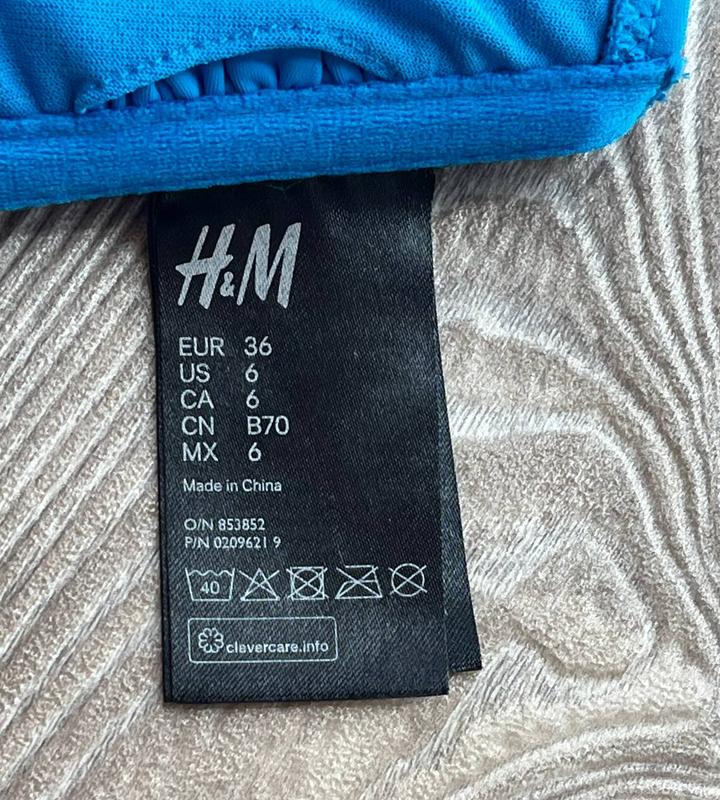 H&M
EUR 36
US 6
CA 6
CN B70
MX 6
Made in China
O/N 853852
P/N 0209621 9
40
clevercare.info